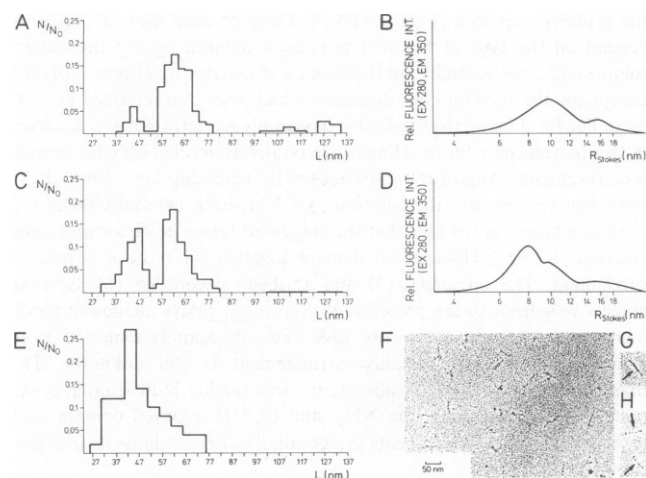 A
N/N₀
0.25
0.2
0.15
0.1
0.05
27 37 47 57 67 77 87 97 107 117 127 137
L (nm)
B
Rel. FLUORESCENCE INT.
(EX 280, EM 350)
4 6 8 10 12 14 16 18
R Stokes (nm)
C
N/N₀
0.25
0.2
0.15
0.1
0.05
27 37 47 57 67 77 87 97 107 117 127 137
L (nm)
D
Rel. FLUORESCENCE INT.
(EX 280, EM 350)
4 6 8 10 12 14 16 18
R Stokes (nm)
E
N/N₀
0.25
0.2
0.15
0.1
0.05
27 37 47 57 67 77 87 97 107 117 127 137
L (nm)
F
50 nm
G
H